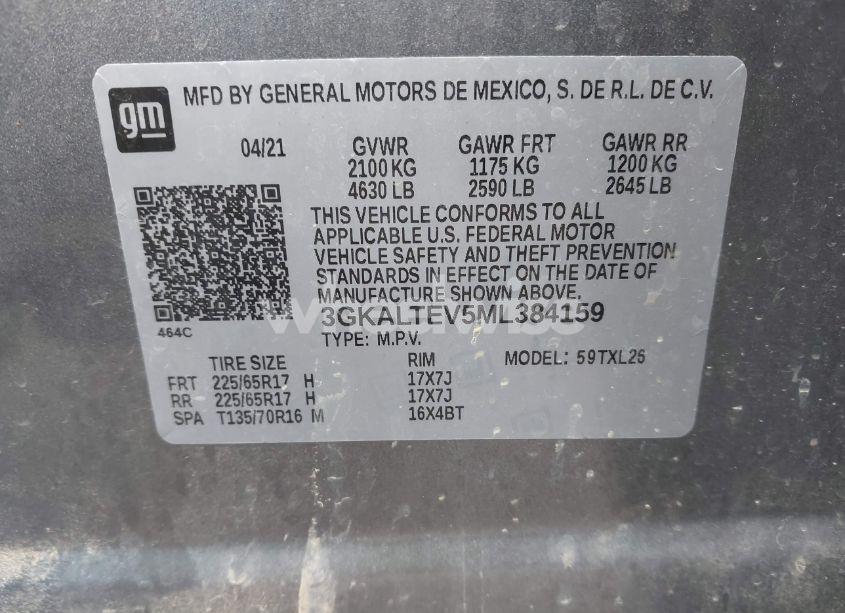 gm
MFD BY GENERAL MOTORS DE MEXICO, S. DE R.L. DE C.V.
04/21 GVWR GAWR FRT GAWR RR
2100 KG 1175 KG 1200 KG
4630 LB 2590 LB 2645 LB
THIS VEHICLE CONFORMS TO ALL
APPLICABLE U.S. FEDERAL MOTOR
VEHICLE SAFETY AND THEFT PREVENTION
STANDARDS IN EFFECT ON THE DATE OF
MANUFACTURE SHOWN ABOVE.
3GKALTEV5ML384159
464C
TYPE: M.P.V.
TIRE SIZE RIM MODEL: 59TXL26
FRT 225/65R17 H 17X7J
RR 225/65R17 H 17X7J
SPA T135/70R16 M 16X4BT